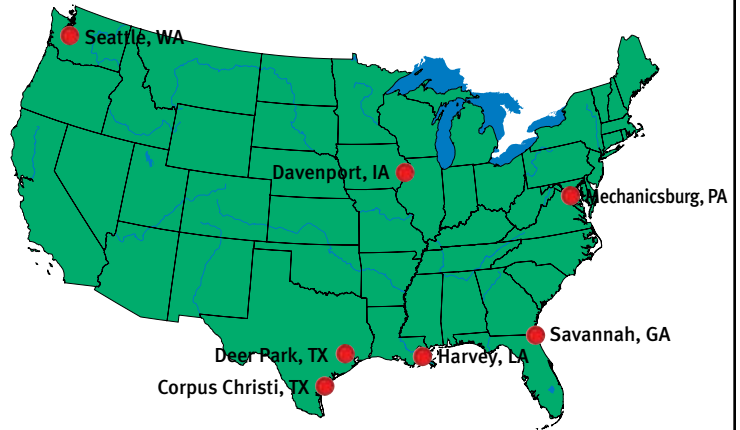 Seattle, WA
Davenport, IA
Mechanicsburg, PA
Savannah, GA
Deer Park, TX
Harvey, LA
Corpus Christi, TX